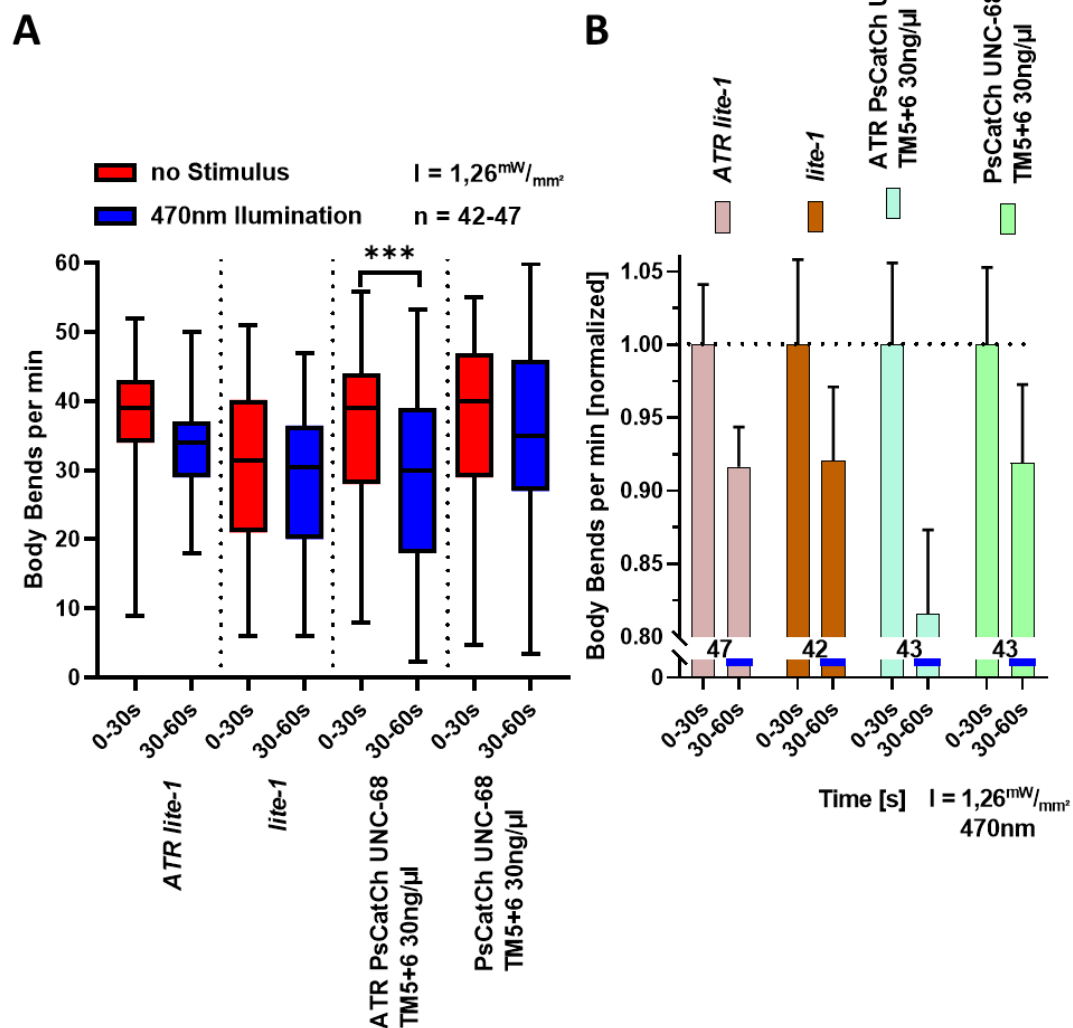 A
no Stimulus
I = 1,26mW/mm²
470nm Ilumination
n = 42-47
***
60
50
40
30
20
10
0
Body Bends per min
0-30s
30-60s
0-30s
30-60s
0-30s
30-60s
0-30s
30-60s
ATR lite-1
lite-1
ATR PsCatCh UNC-68
TM5+6 30ng/µl
PsCatCh UNC-68
TM5+6 30ng/µl
B
ATR lite-1
lite-1
ATR PsCatCh
TM5+6 30ng/µl
PsCatCh UNC-68
TM5+6 30ng/µl
1.05
1.00
0.95
0.90
0.85
0.80
0
Body Bends per min [normalized]
47
42
43
43
0-30s
30-60s
0-30s
30-60s
0-30s
30-60s
0-30s
30-60s
Time [s]
I = 1,26mW/mm²
470nm